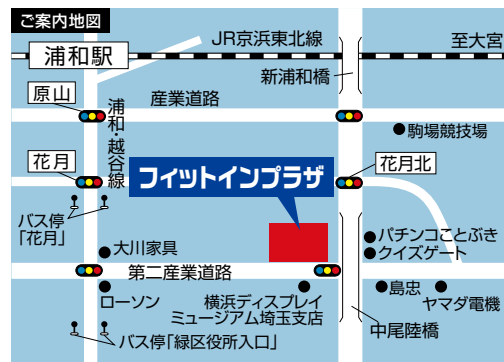 ご案内地図
JR京浜東北線
至大宮
浦和駅
新浦和橋
原山
産業道路
浦和・越谷線
駒場競技場
花月
フィットインプラザ
花月北
バス停
「花月」
大川家具
パチンコことぶき
クイズゲート
第二産業道路
ローソン
横浜ディスプレイ
ミュージアム埼玉支店
島忠
ヤマダ電機
中尾陸橋
バス停「緑区役所入口」